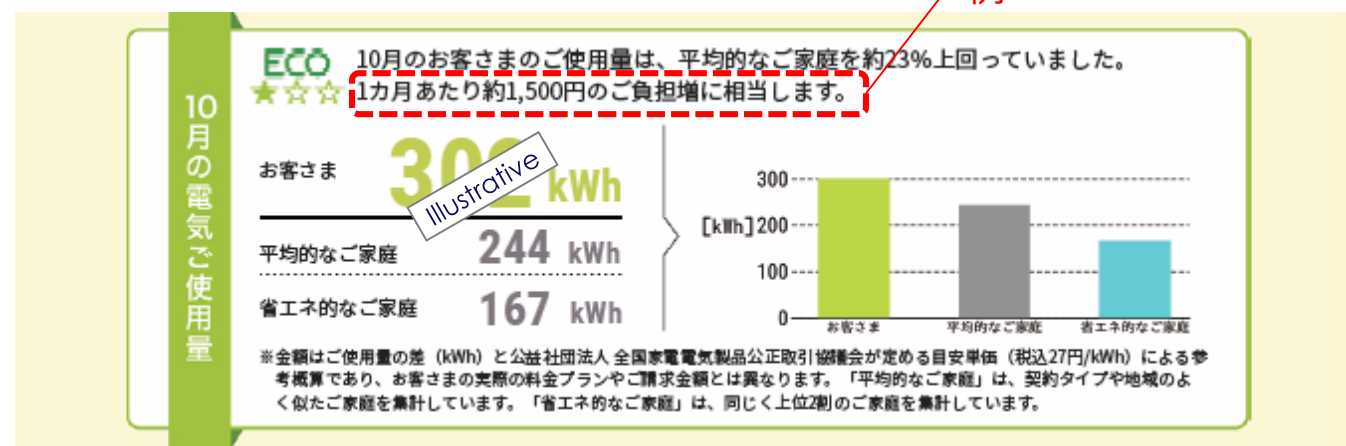 例
10月の電気ご使用量
ECO
10月のお客さまのご使用量は、平均的なご家庭を約23%上回っていました。
★☆☆ 1カ月あたり約1,500円のご負担増に相当します。
お客さま 302 kWh
Illustrative
平均的なご家庭 244 kWh
省エネ的なご家庭 167 kWh
300
[kWh] 200
100
0
お客さま 平均的なご家庭 省エネ的なご家庭
※金額はご使用量の差（kWh）と公益社団法人 全国家電電気製品公正取引協議会が定める目安単価（税込27円/kWh）による参
考概算であり、お客さまの実際の料金プランやご請求金額とは異なります。「平均的なご家庭」は、契約タイプや地域のよ
く似たご家庭を集計しています。「省エネ的なご家庭」は、同じく上位2割のご家庭を集計しています。